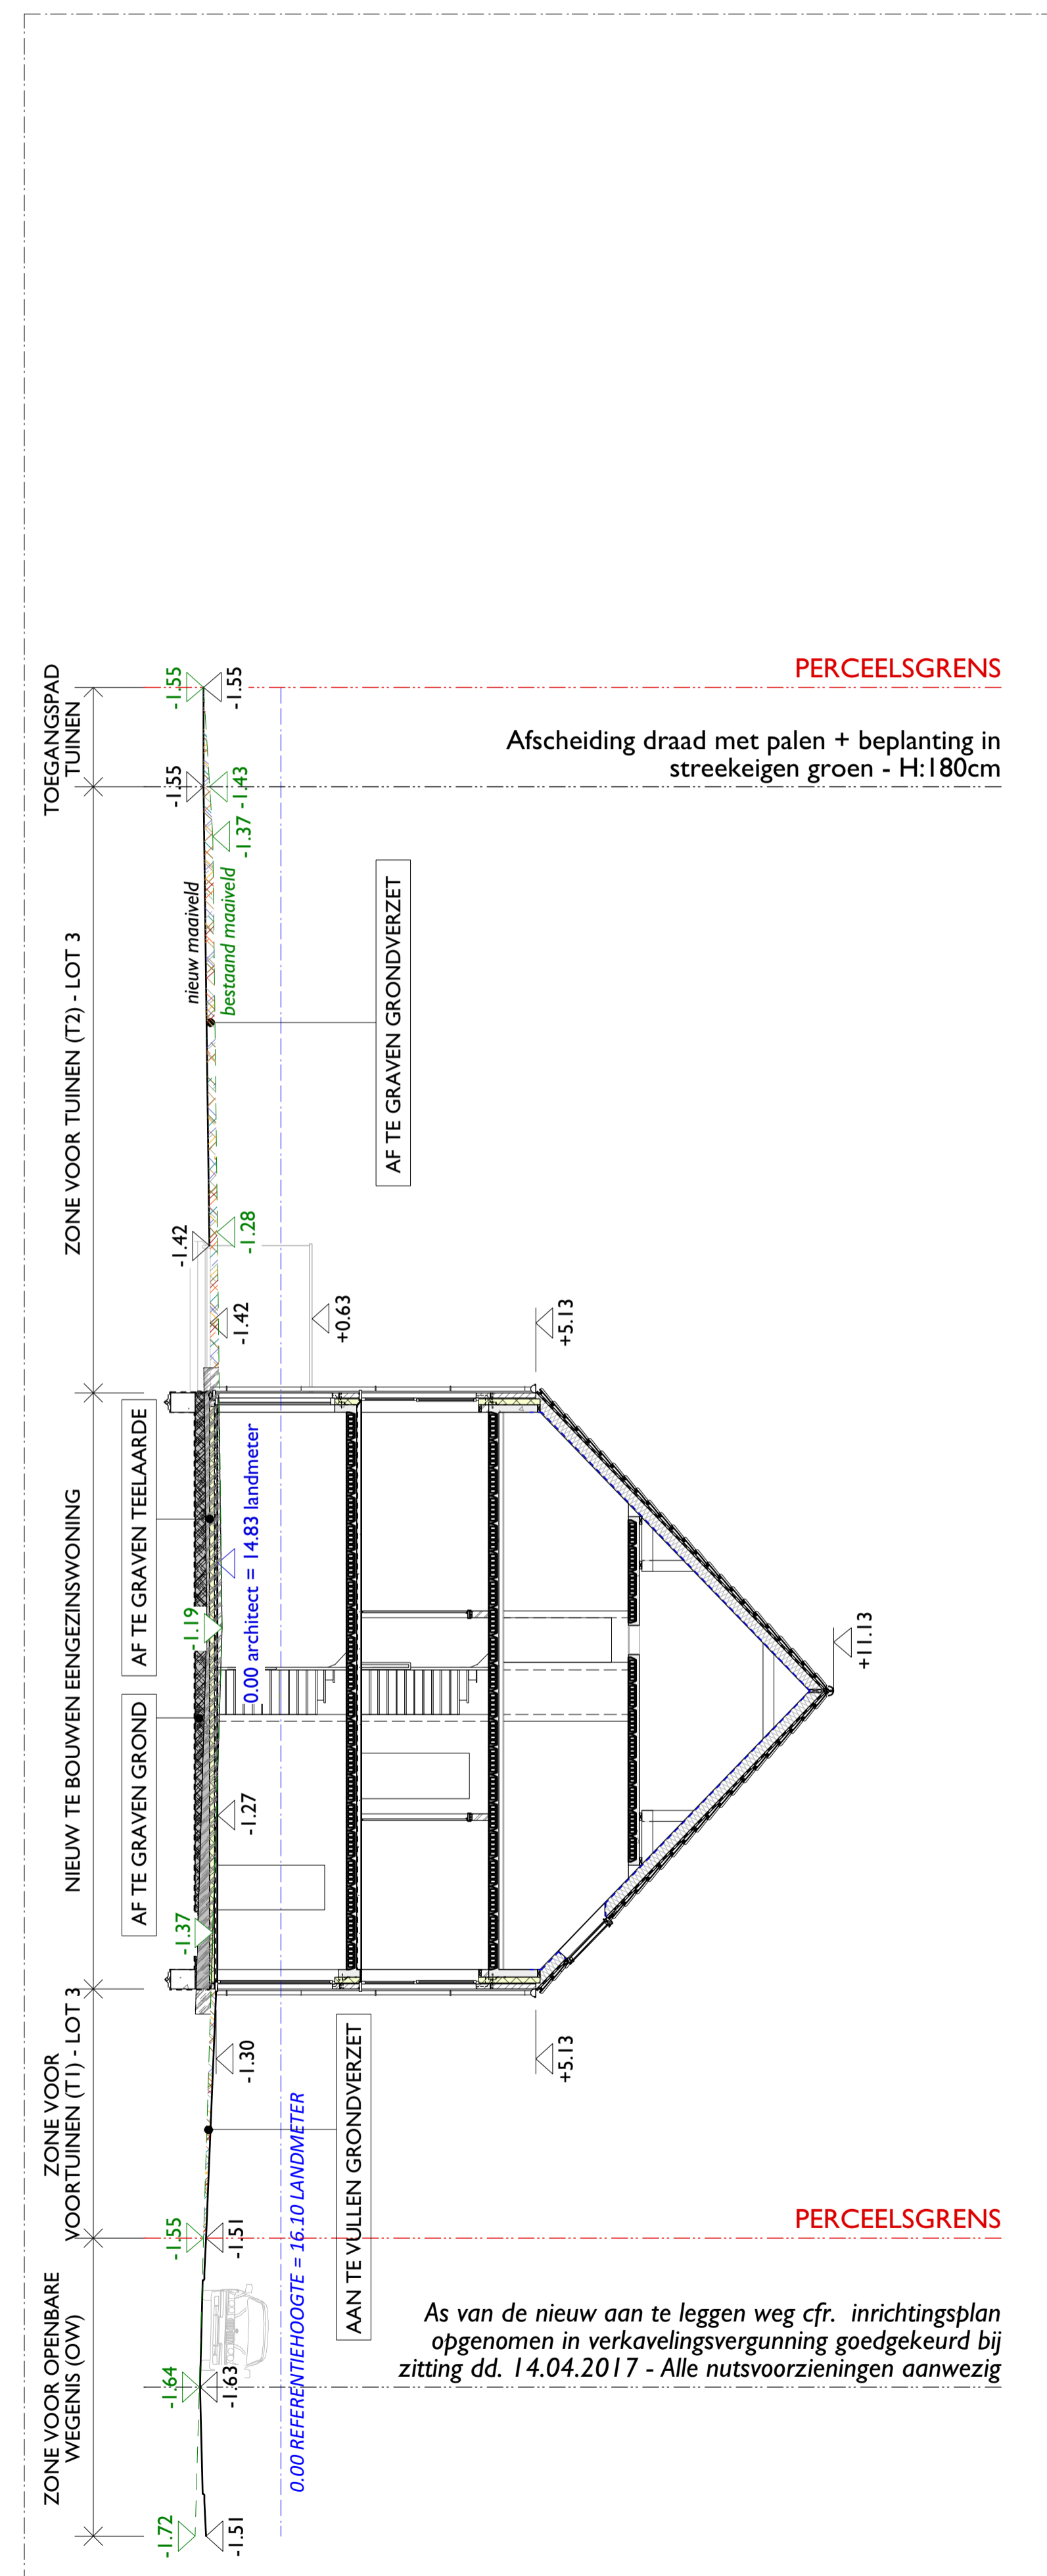 TOEGANGSPAD
TUINEN
-1.55
-1.55
PERCEELSGRENS
Afscheiding draad met palen + beplanting in
streekeigen groen - H:180cm
-1.55
-1.43
-1.37
ZONE VOOR TUINEN (T2) - LOT 3
nieuw maaiveld
bestaand maaiveld
AF TE GRAVEN GRONDVERZET
-1.42
-1.28
-1.42
+0.63
+5.13
NIEUW TE BOUWEN EENGEZINSWONING
AF TE GRAVEN TEELAARDE
0.00 architect = 14.83 landmeter
-1.19
+11.13
AF TE GRAVEN GROND
-1.27
-1.37
ZONE VOOR
VOORTUINEN (T1) - LOT 3
-1.30
+5.13
AAN TE VULLEN GRONDVERZET
0.00 REFERENTIEHOOGTE = 16.10 LANDMETER
-1.55
-1.51
PERCEELSGRENS
ZONE VOOR OPENBARE
WEGENIS (OW)
As van de nieuw aan te leggen weg cfr. inrichtingsplan
opgenomen in verkavelingsvergunning goedgekeurd bij
zitting dd. 14.04.2017 - Alle nutsvoorzieningen aanwezig
-1.64
-1.63
-1.72
-1.51